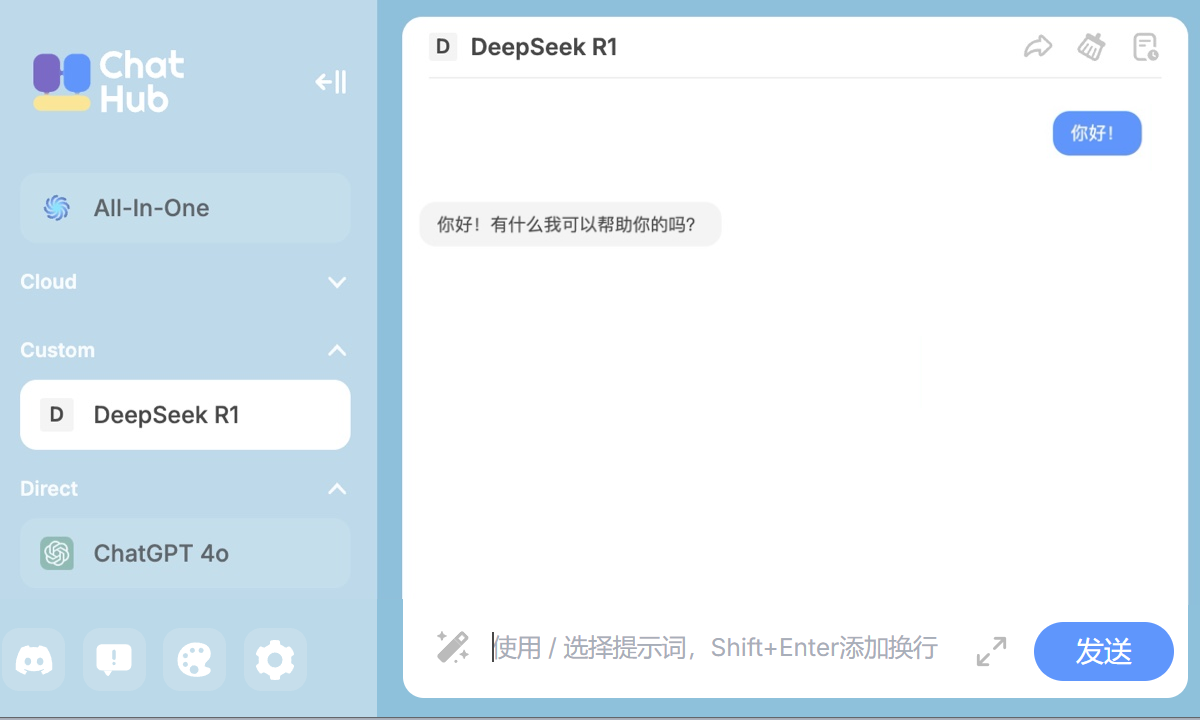 Chat
Hub
All-In-One
Cloud
Custom
D DeepSeek R1
Direct
ChatGPT 4o
D DeepSeek R1
你好！
你好！有什么我可以帮助你的吗？
使用 / 选择提示词，Shift+Enter添加换行
发送